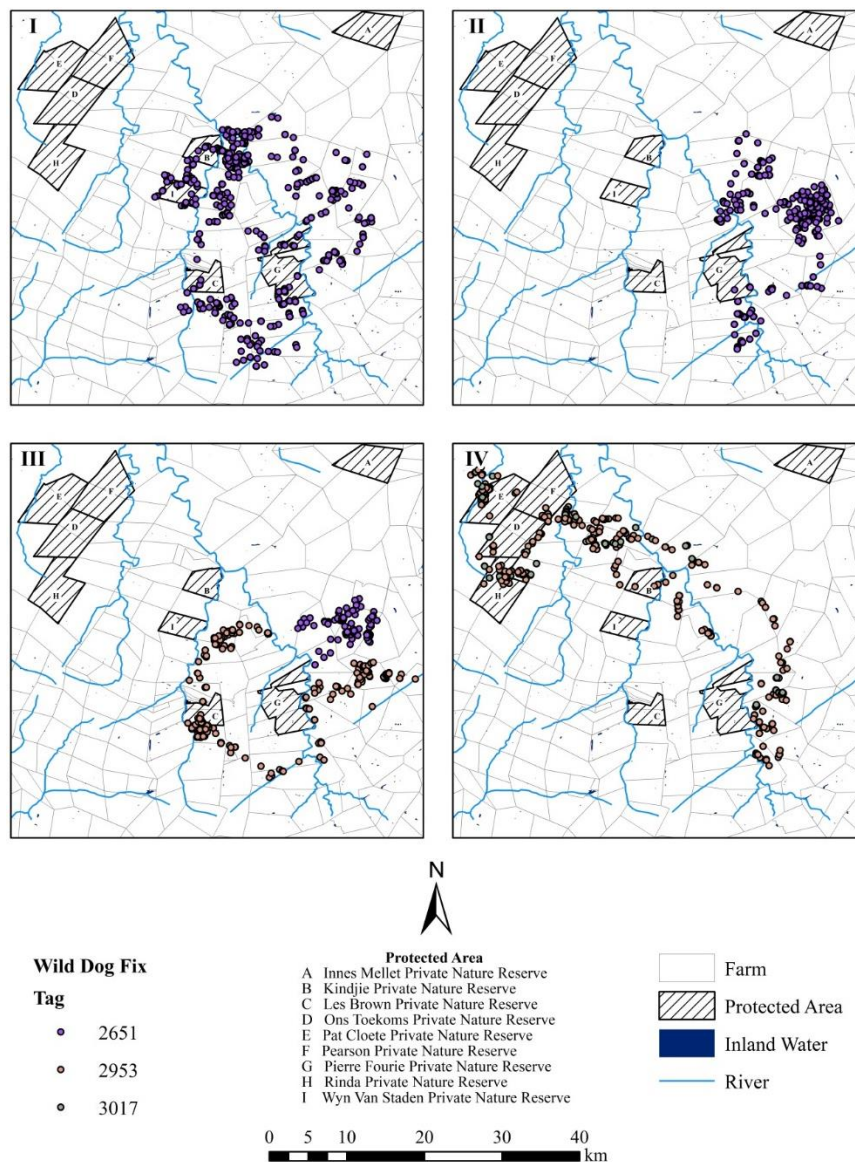 I
A
F
E
D
H
B
I
C
G
II
A
F
E
D
H
B
I
C
G
III
A
F
E
D
H
B
I
C
G
IV
A
F
E
D
H
B
I
C
G
N
Wild Dog Fix
Tag
2651
2953
3017
Protected Area
A Innes Mellet Private Nature Reserve
B Kindjie Private Nature Reserve
C Les Brown Private Nature Reserve
D Ons Toekoms Private Nature Reserve
E Pat Cloete Private Nature Reserve
F Pearson Private Nature Reserve
G Pierre Fourie Private Nature Reserve
H Rinda Private Nature Reserve
I Wyn Van Staden Private Nature Reserve
Farm
Protected Area
Inland Water
River
0 5 10 20 30 40
km